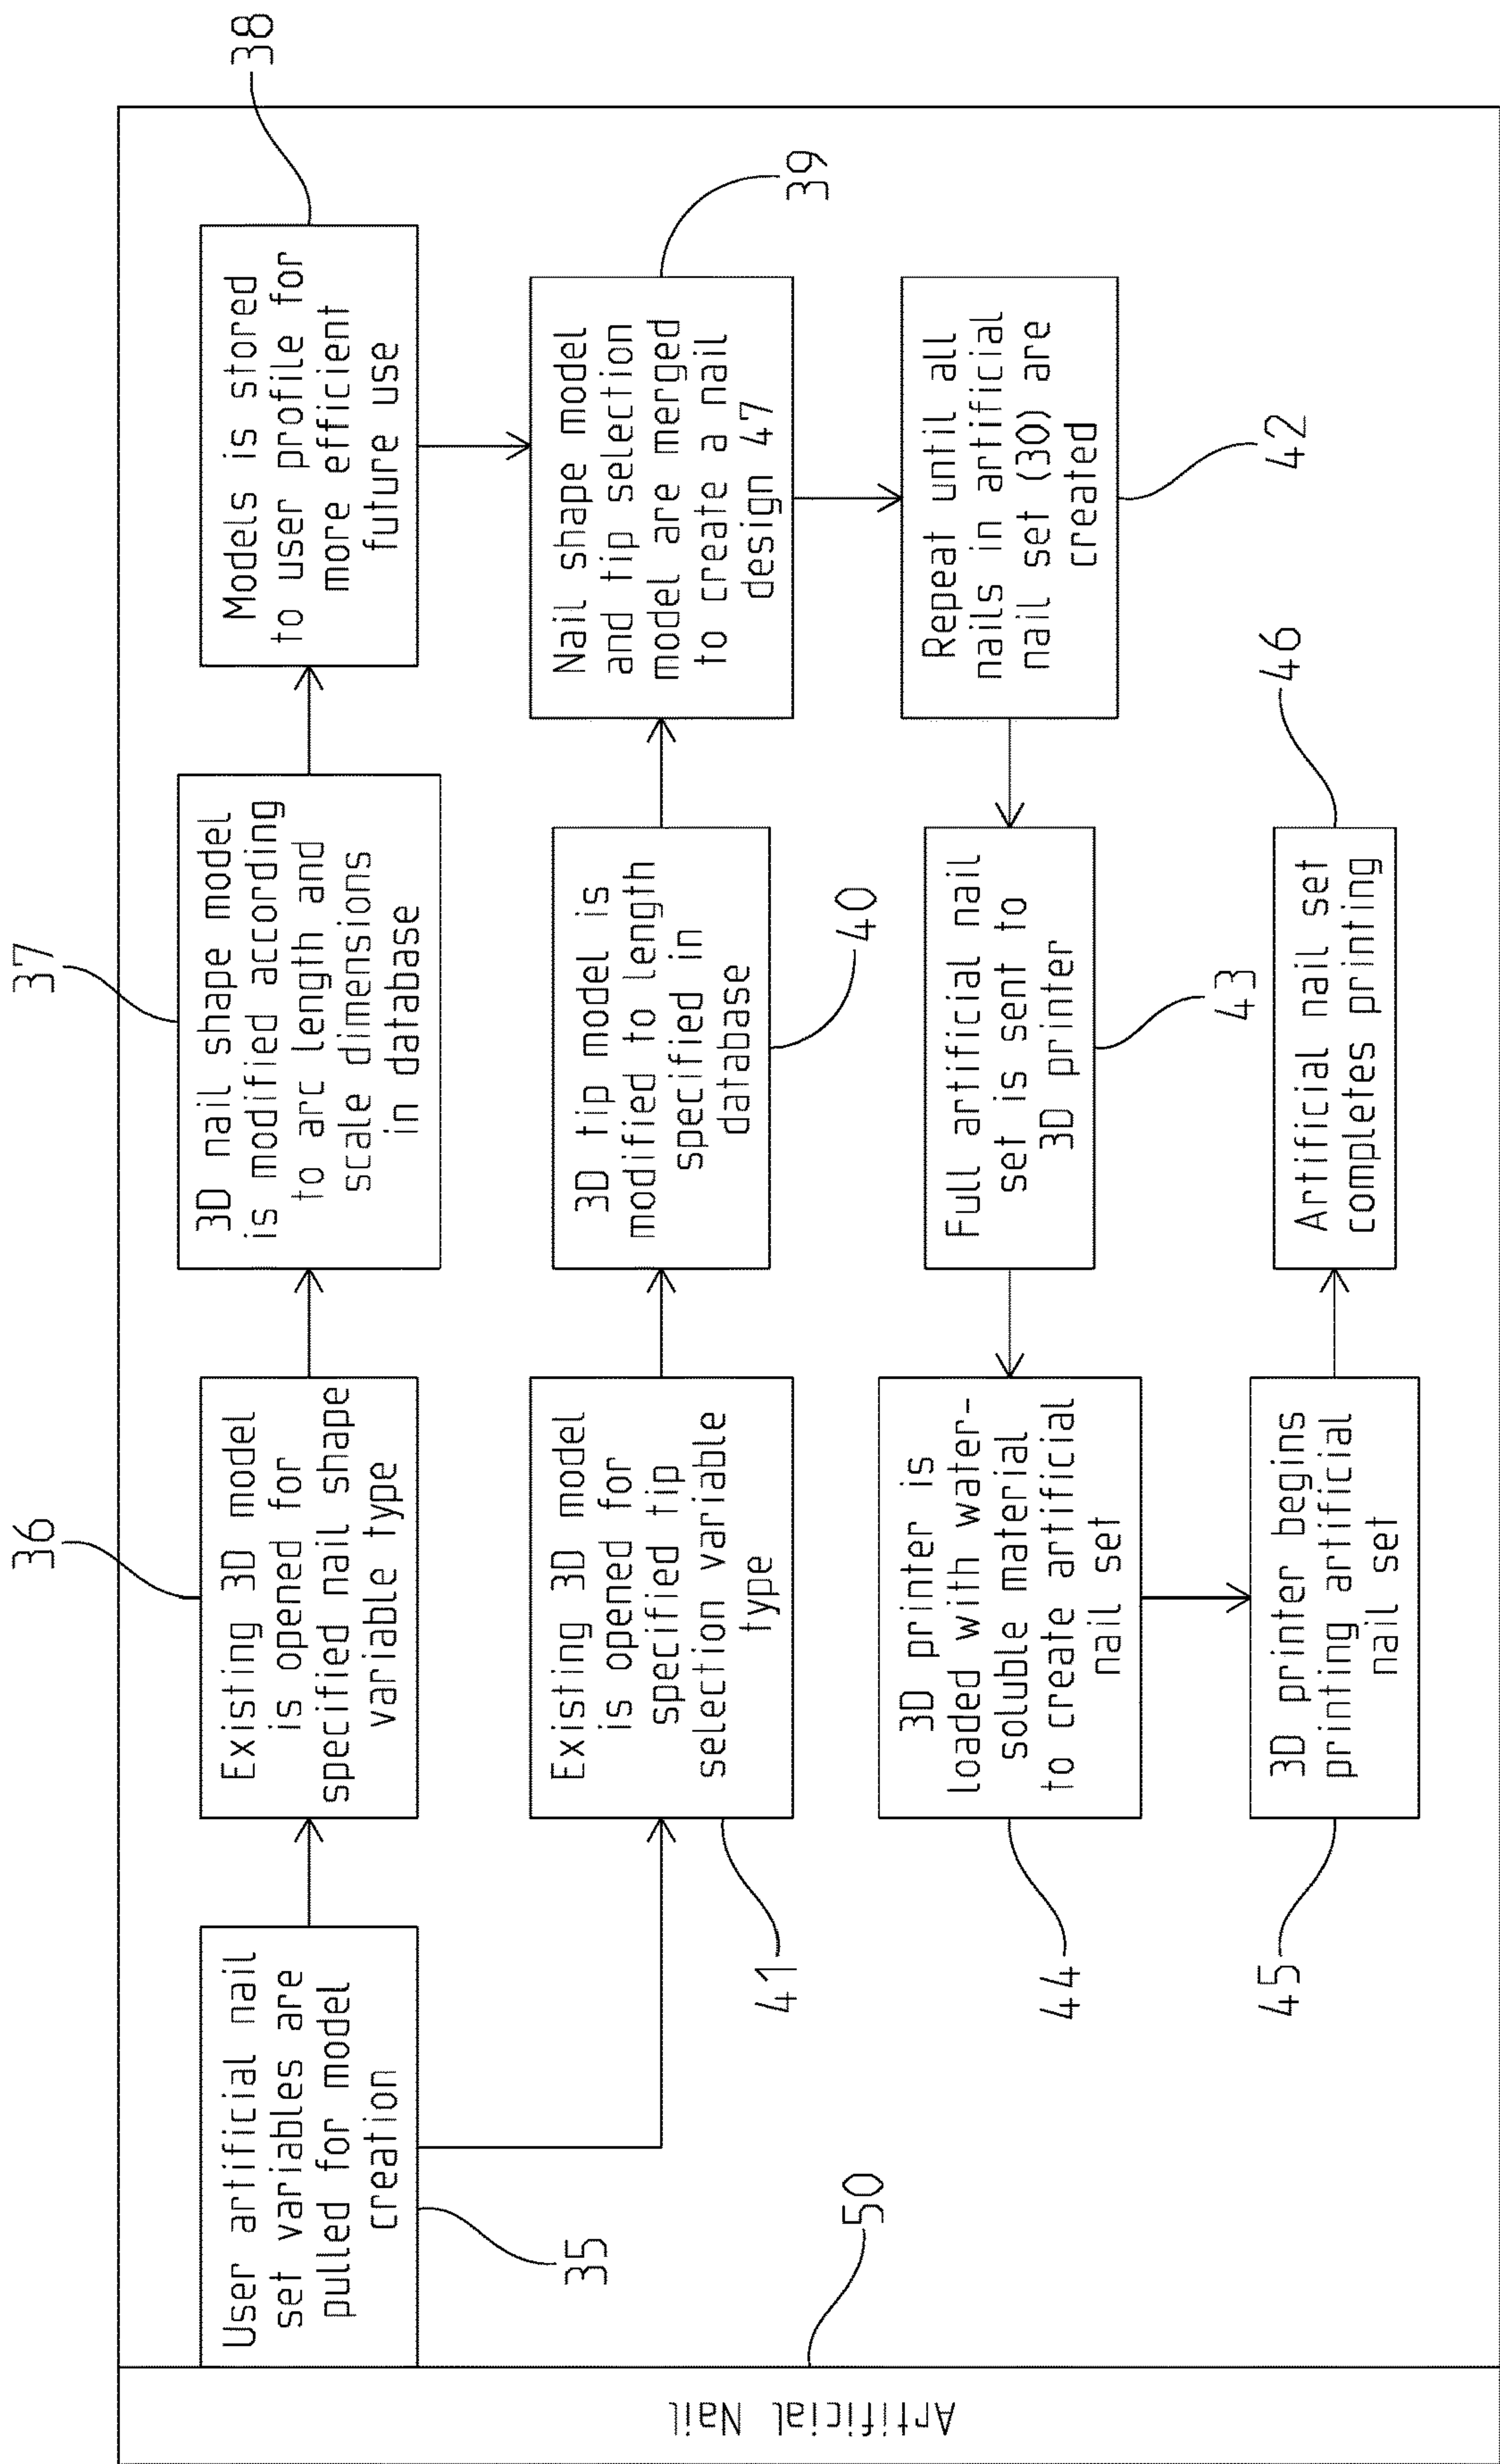 Artificial Nail
50
User artificial nail
set variables are
pulled for model
creation
35
Existing 3D model
is opened for
specified nail shape
variable type
36
3D nail shape model
is modified according
to arc length and
scale dimensions
in database
37
Models is stored
to user profile for
more efficient
future use
38
Existing 3D model
is opened for
specified tip
selection variable
type
41
3D tip model is
modified to length
specified in
database
40
Nail shape model
and tip selection
model are merged
to create a nail
design 47
39
Repeat until all
nails in artificial
nail set (30) are
created
42
Full artificial nail
set is sent to
3D printer
43
3D printer is
loaded with water-
soluble material
to create artificial
nail set
44
3D printer begins
printing artificial
nail set
45
Artificial nail set
completes printing
46